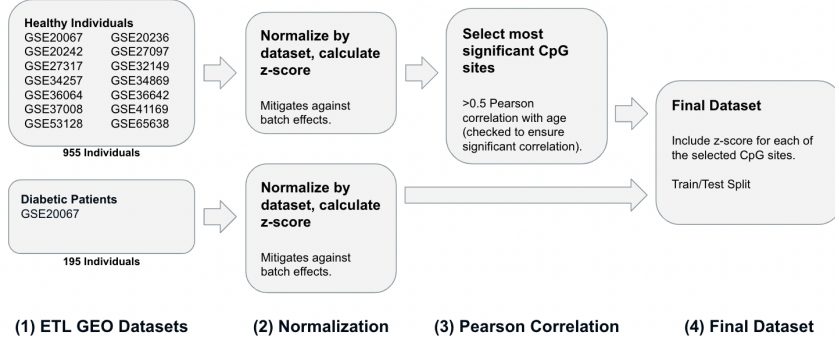 Healthy Individuals
GSE20067 GSE20236
GSE20242 GSE27097
GSE27317 GSE32149
GSE34257 GSE34869
GSE36064 GSE36642
GSE37008 GSE41169
GSE53128 GSE65638
955 Individuals
Diabetic Patients
GSE20067
195 Individuals
Normalize by
dataset, calculate
z-score
Mitigates against
batch effects.
Normalize by
dataset, calculate
z-score
Mitigates against
batch effects.
Select most
significant CpG
sites
>0.5 Pearson
correlation with age
(checked to ensure
significant correlation).
Final Dataset
Include z-score for each of
the selected CpG sites.
Train/Test Split
(1) ETL GEO Datasets
(2) Normalization
(3) Pearson Correlation
(4) Final Dataset